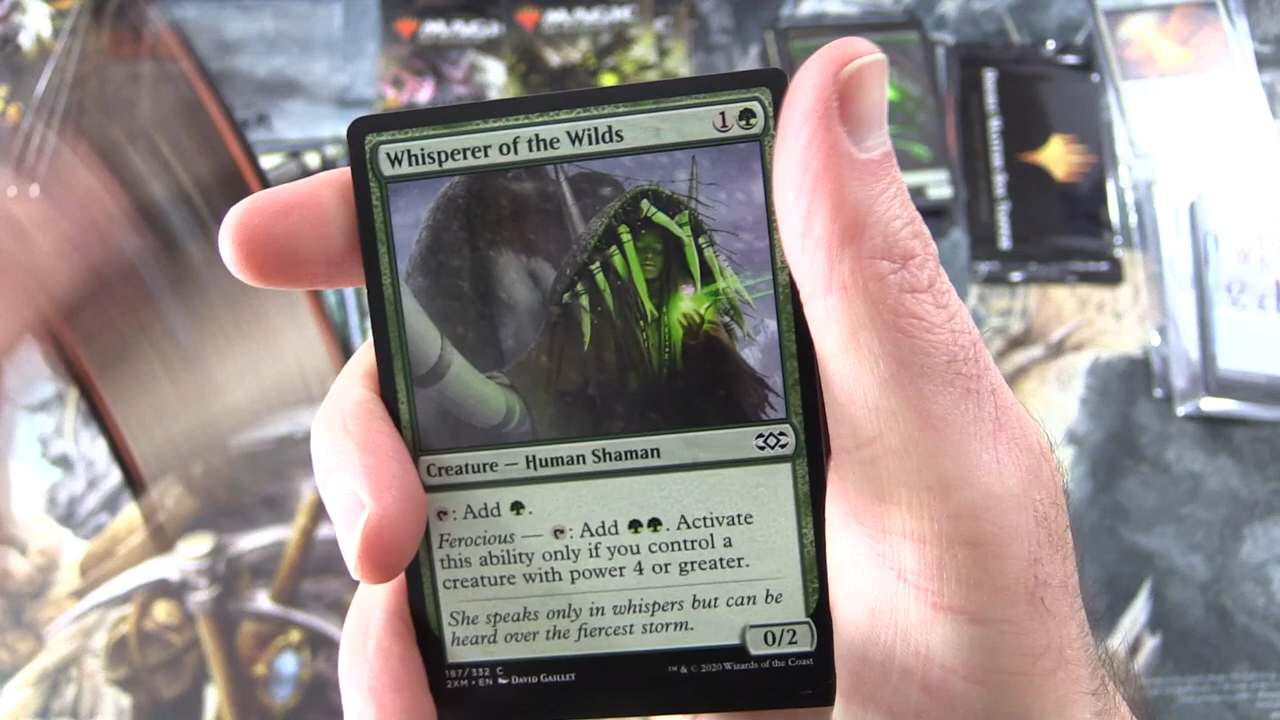 MAGIC
MAGIC
Whisperer of the Wilds
1
Creature — Human Shaman
: Add .
Ferocious — : Add . Activate
this ability only if you control a
creature with power 4 or greater.
She speaks only in whispers but can be
heard over the fiercest storm.
0/2
187/332 C
2XM • EN DAVID GAILLET
™ & © 2020 Wizards of the Coast